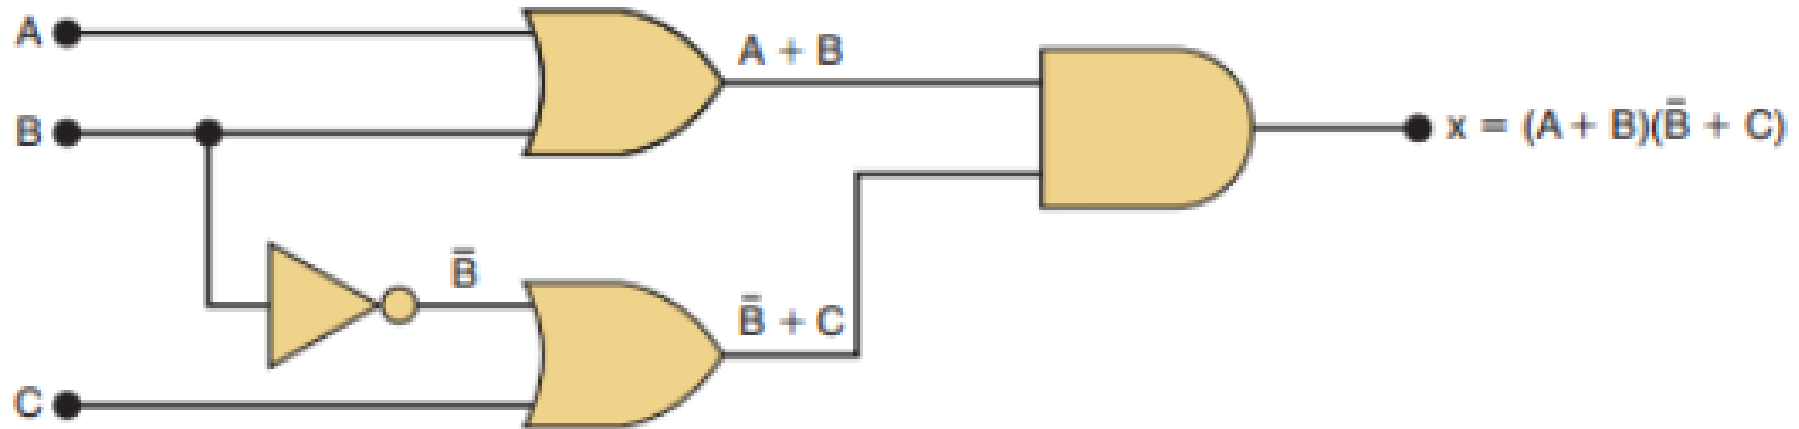 A
A + B
B
x = (A + B)(B̄ + C)
B̄
B̄ + C
C